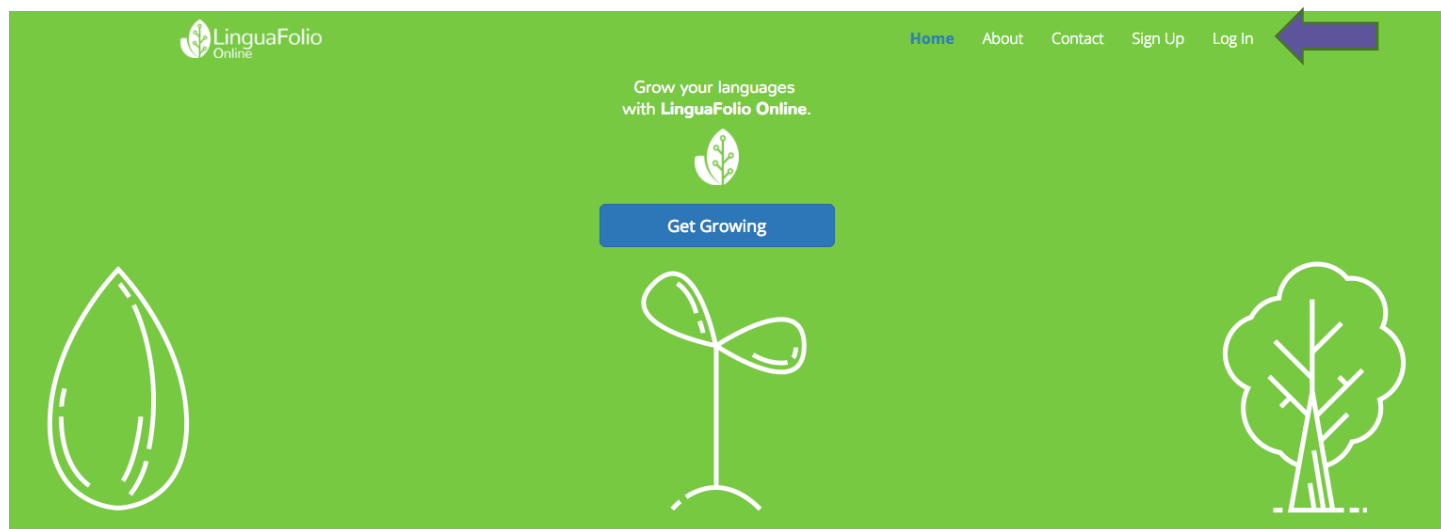 LinguaFolio
Online
Home About Contact Sign Up Log In
Grow your languages
with LinguaFolio Online.
Get Growing